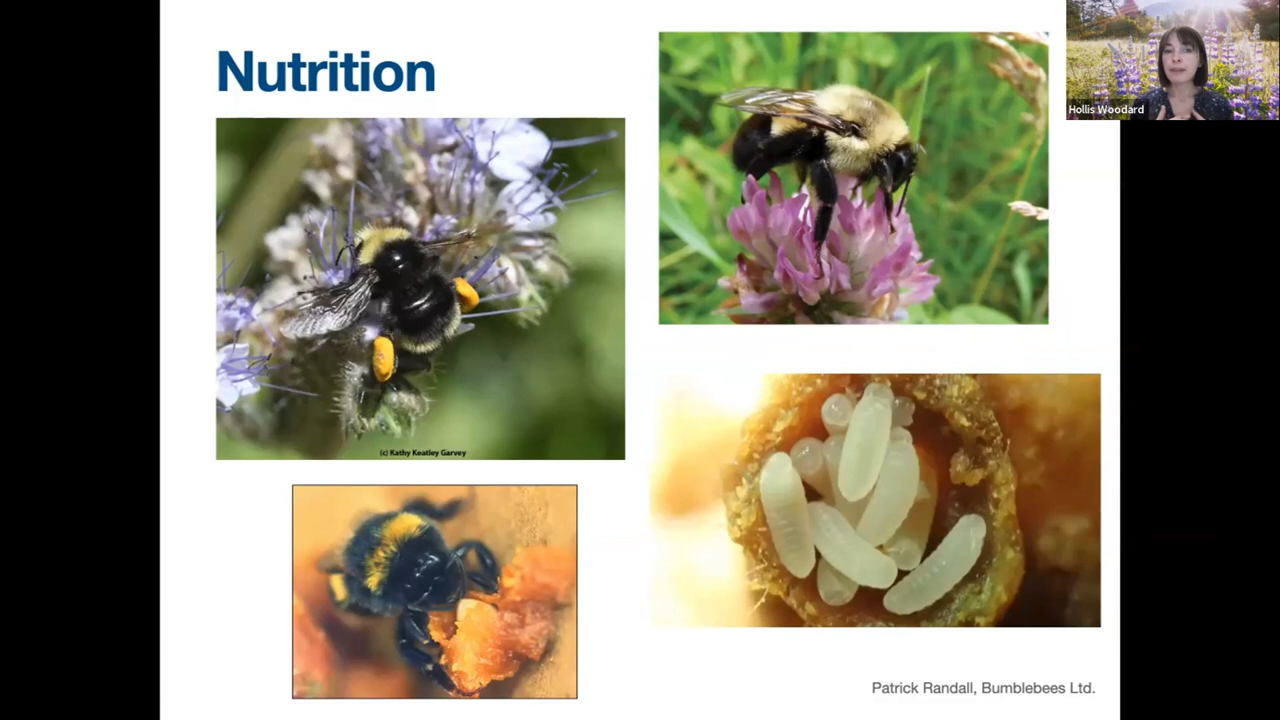 Nutrition
Hollis Woodard
(c) Kathy Keatley Garvey
Patrick Randall, Bumblebees Ltd.